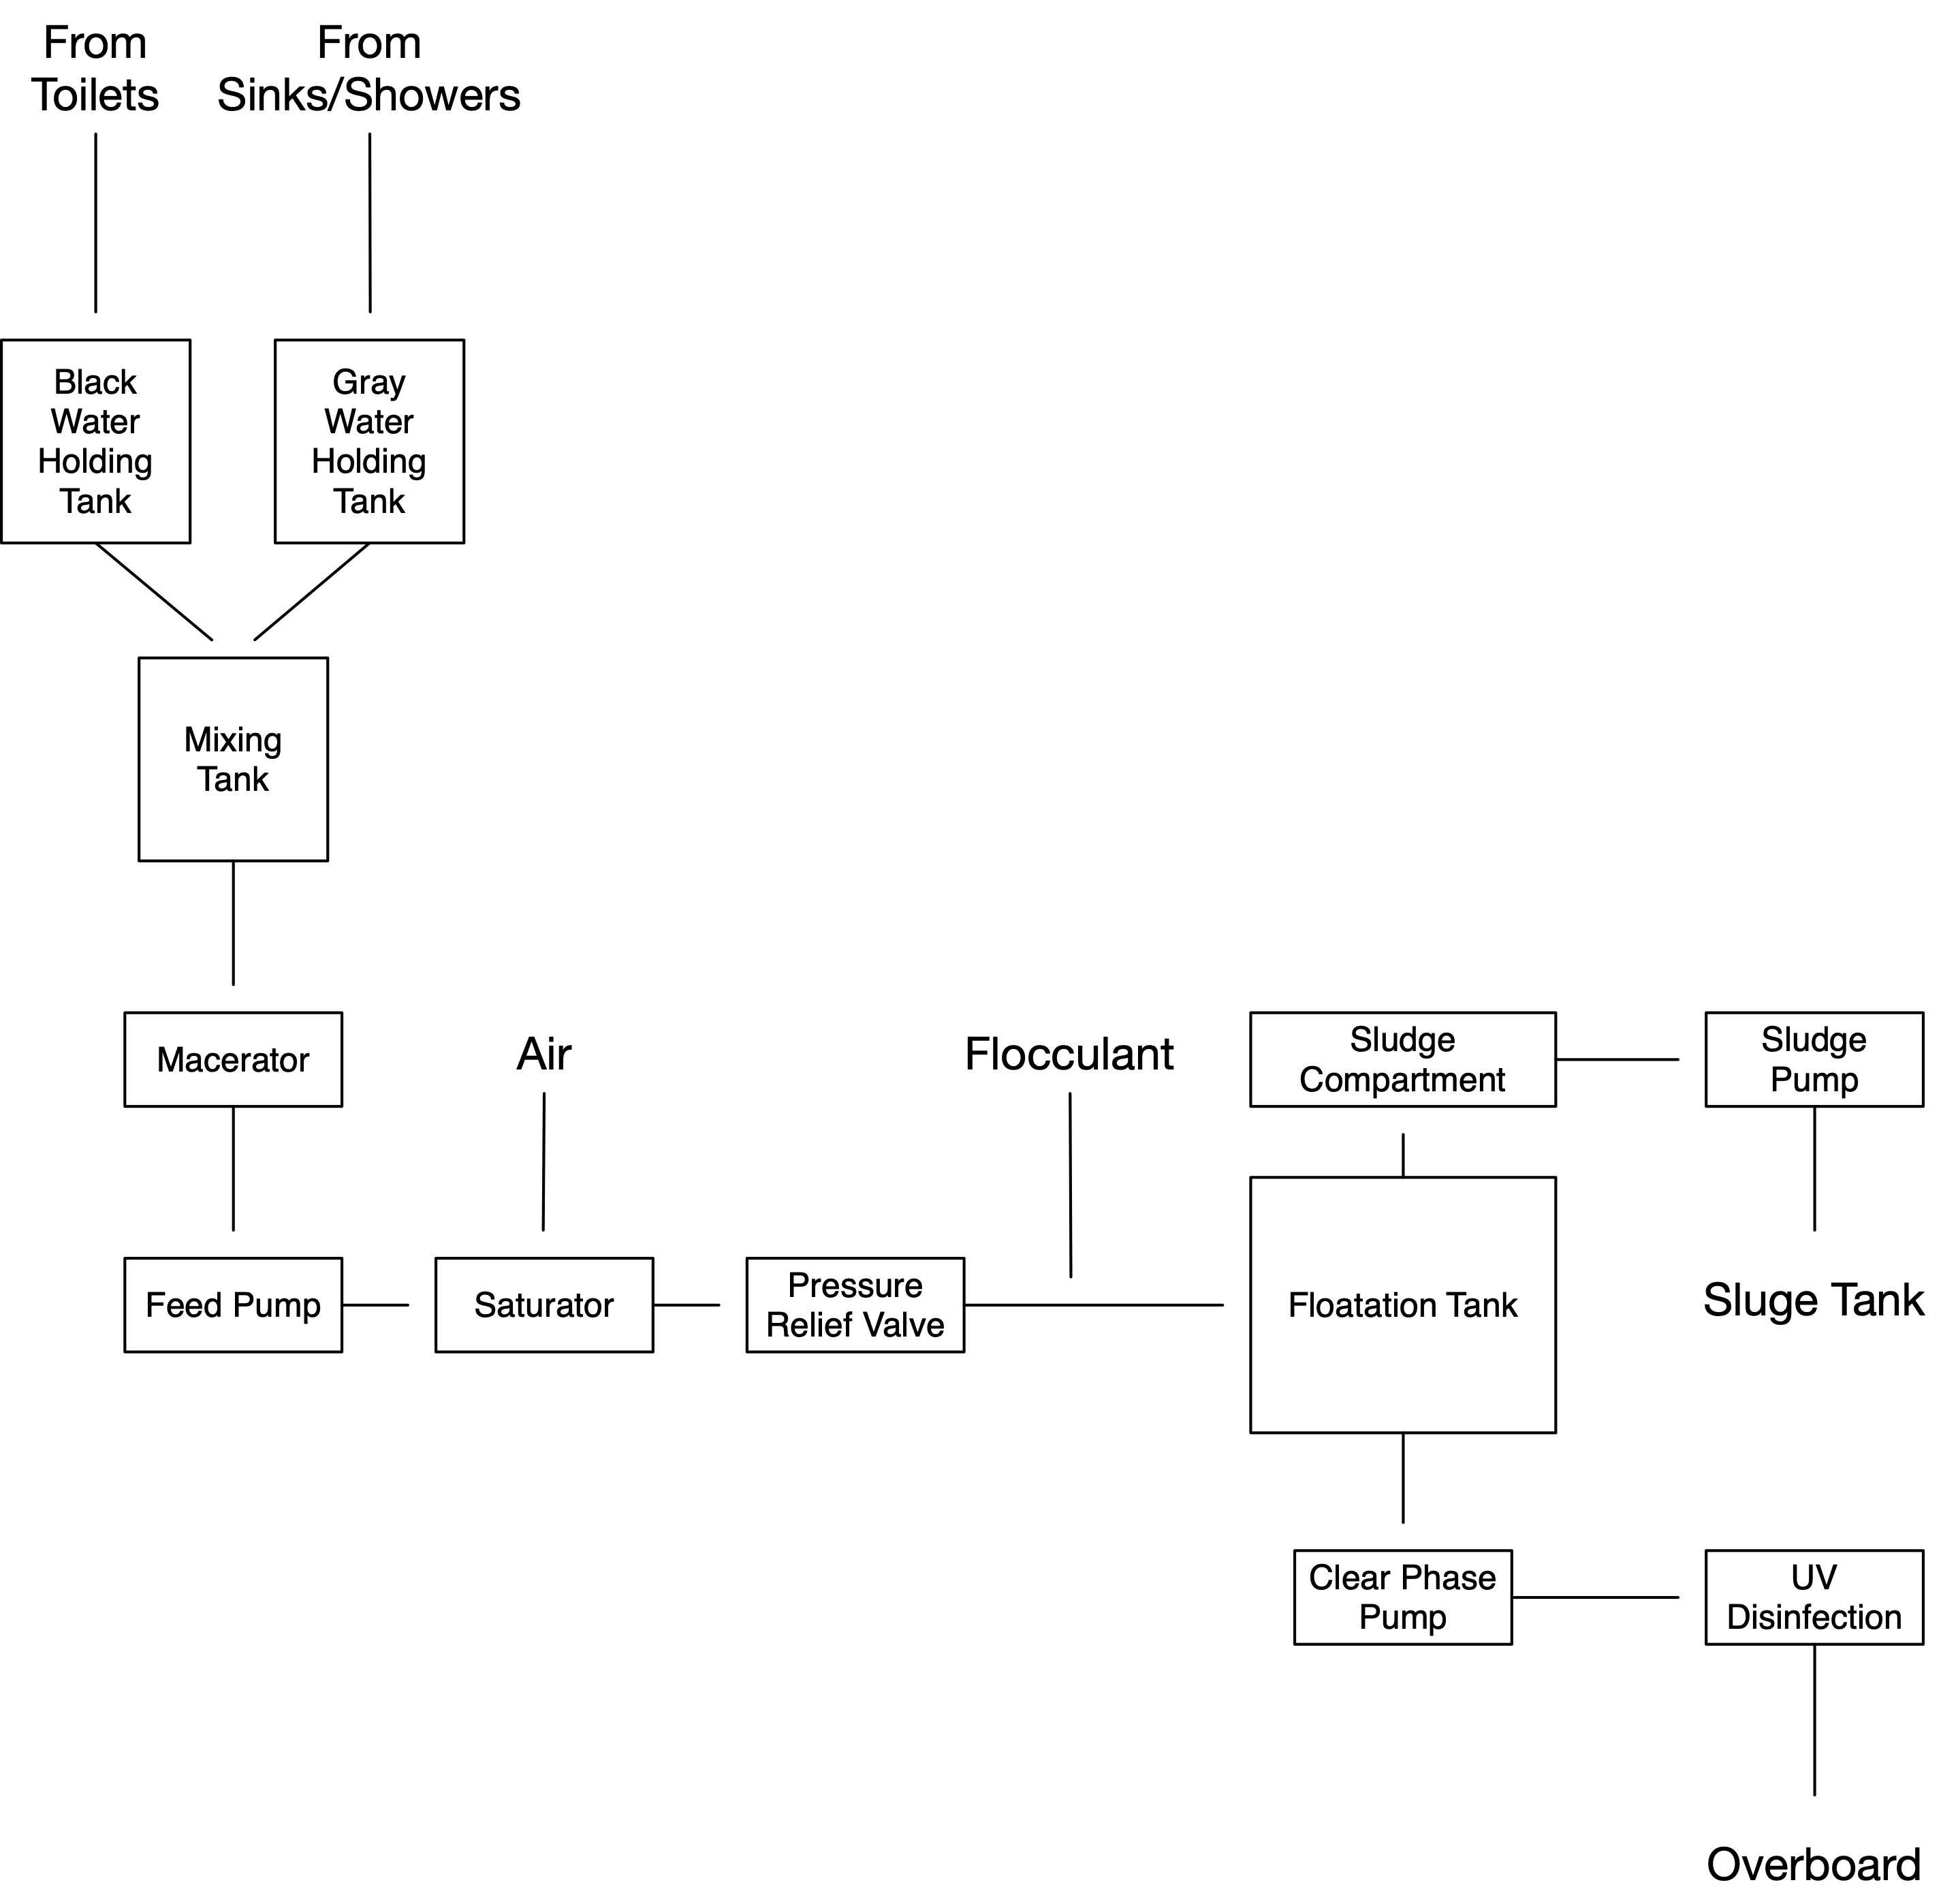 From
Toilets
From
Sinks/Showers
Black
Water
Holding
Tank
Gray
Water
Holding
Tank
Mixing
Tank
Macerator
Air
Flocculant
Sludge
Compartment
Sludge
Pump
Feed Pump
Saturator
Pressure
Relief Valve
Floatation Tank
Sluge Tank
Clear Phase
Pump
UV
Disinfection
Overboard